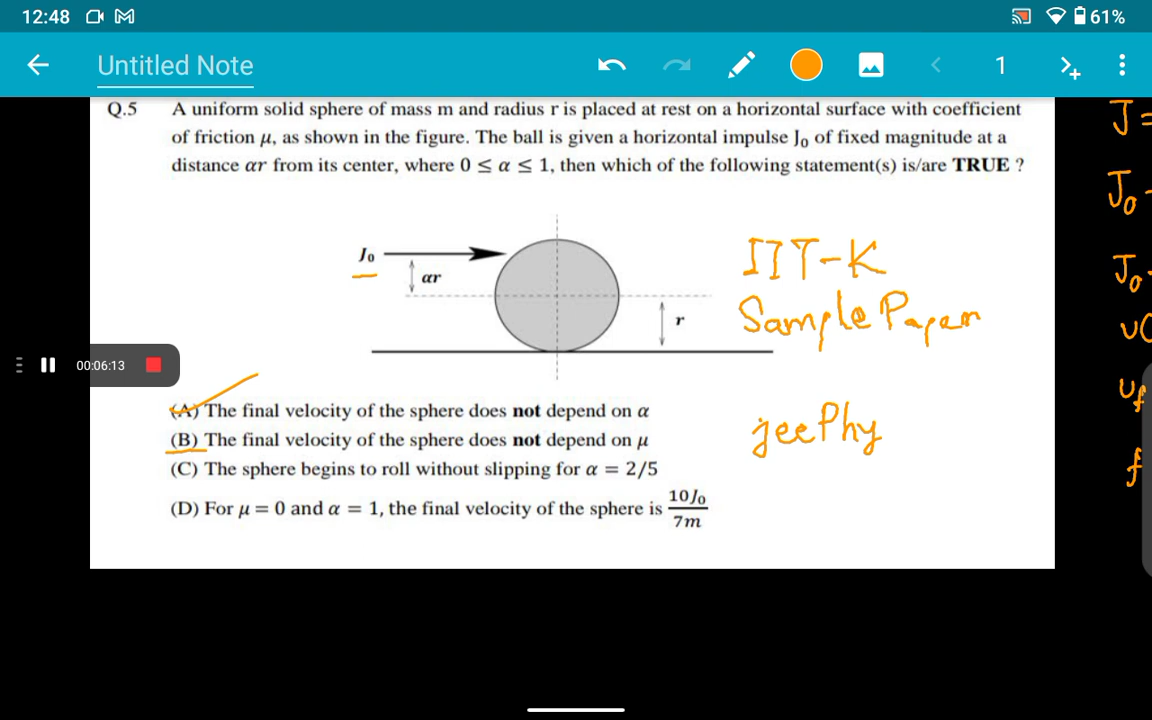 12:48
61%
Untitled Note
1
Q.5 A uniform solid sphere of mass m and radius r is placed at rest on a horizontal surface with coefficient
of friction μ, as shown in the figure. The ball is given a horizontal impulse J₀ of fixed magnitude at a
distance αr from its center, where 0 ≤ α ≤ 1, then which of the following statement(s) is/are TRUE ?
J₀
αr
r
IIT-K
Sample Paper
jeePhy
00:06:13
(A) The final velocity of the sphere does not depend on α
(B) The final velocity of the sphere does not depend on μ
(C) The sphere begins to roll without slipping for α = 2/5
(D) For μ = 0 and α = 1, the final velocity of the sphere is 10J₀/7m
J=
J₀-
J₀-